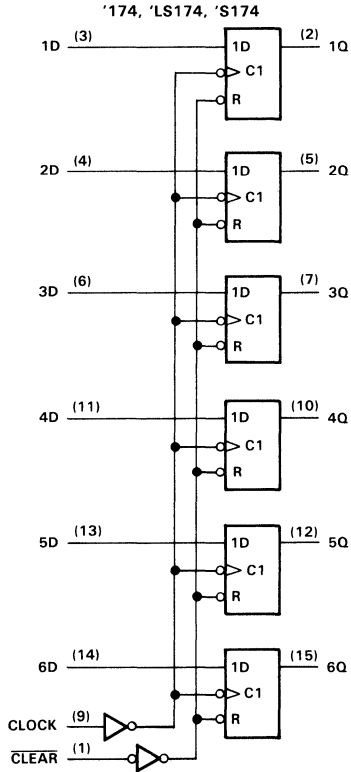 '174, 'LS174, 'S174
1D (3) 1D (2) 1Q
C1
R
2D (4) 1D (5) 2Q
C1
R
3D (6) 1D (7) 3Q
C1
R
4D (11) 1D (10) 4Q
C1
R
5D (13) 1D (12) 5Q
C1
R
6D (14) 1D (15) 6Q
C1
CLOCK (9)
R
CLEAR (1)